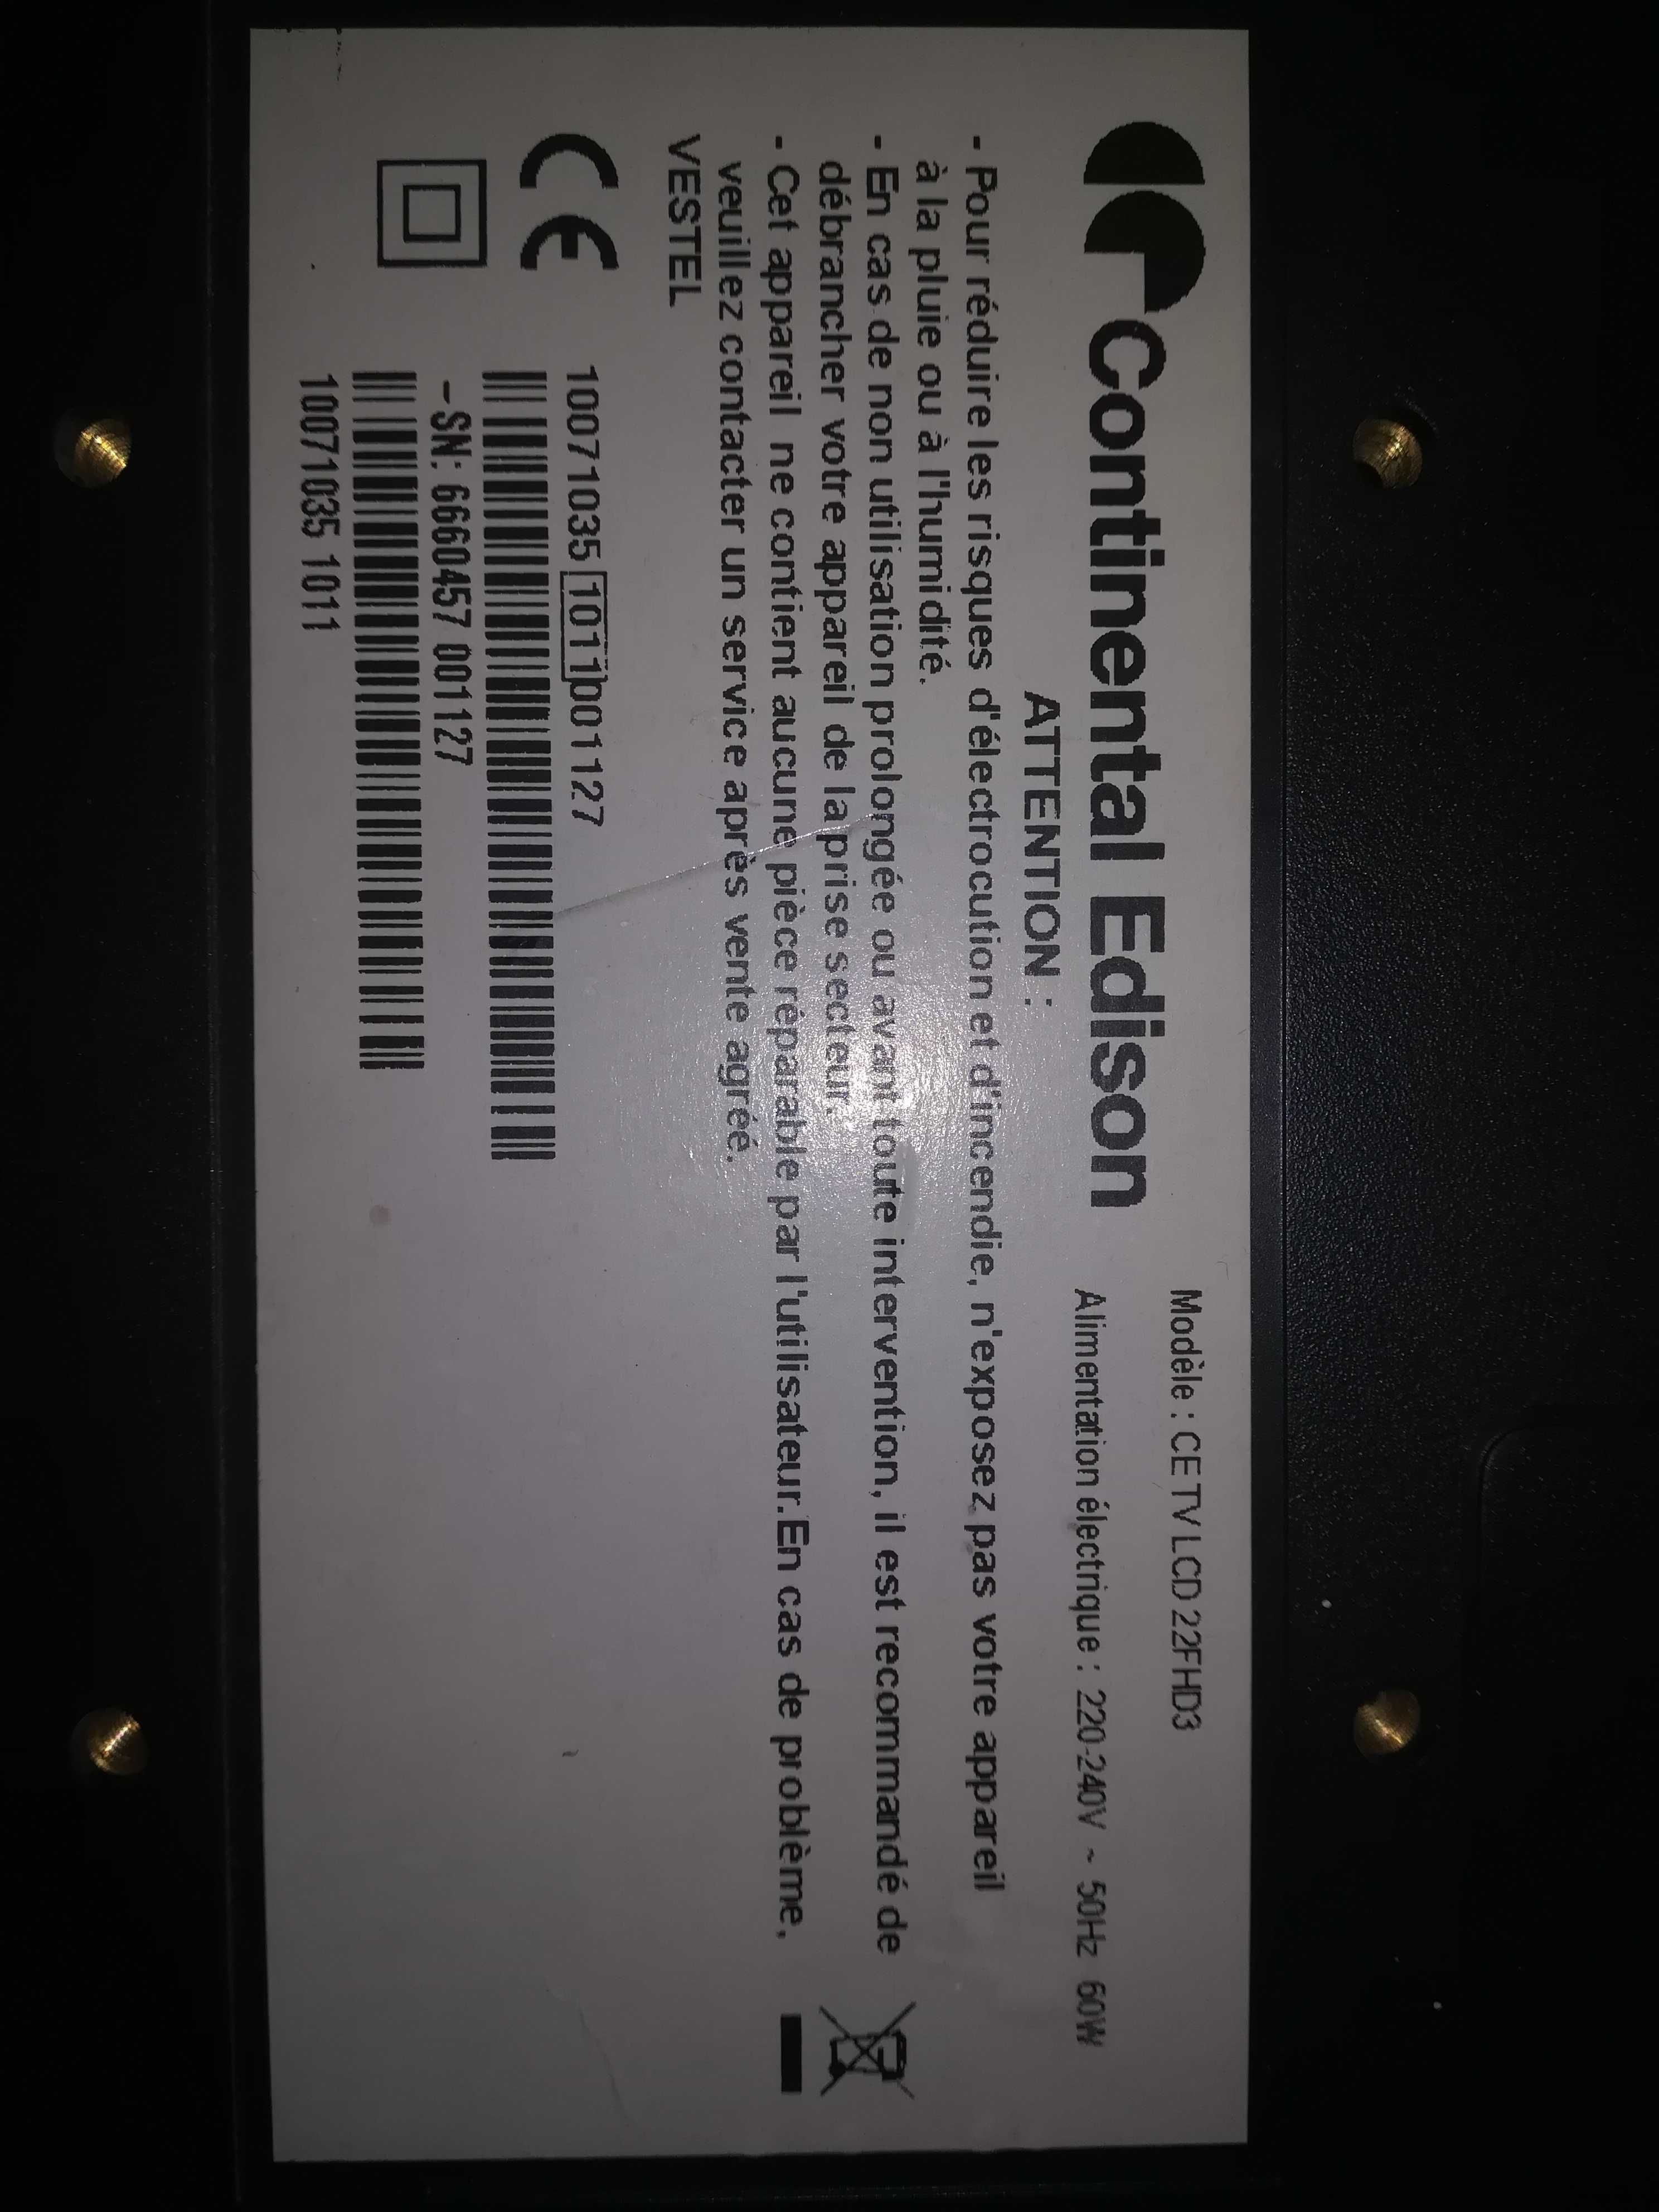 Continental Edison
Modèle : CETVLCD22FHD3
Alimentation électrique : 220-240V ~ 50Hz 60W
ATTENTION :
- Pour réduire les risques d'électrocution et d'incendie, n'exposez pas votre appareil
à la pluie ou à l'humidité.
- En cas de non utilisation prolongée ou avant toute intervention, il est recommandé de
débrancher votre appareil de la prise secteur.
- Cet appareil ne contient aucune pièce réparable par l'utilisateur. En cas de problème,
veuillez contacter un service après vente agréé.
VESTEL
CE
10071035 1011 001127
-SN: 6660457 001127
10071035 1011